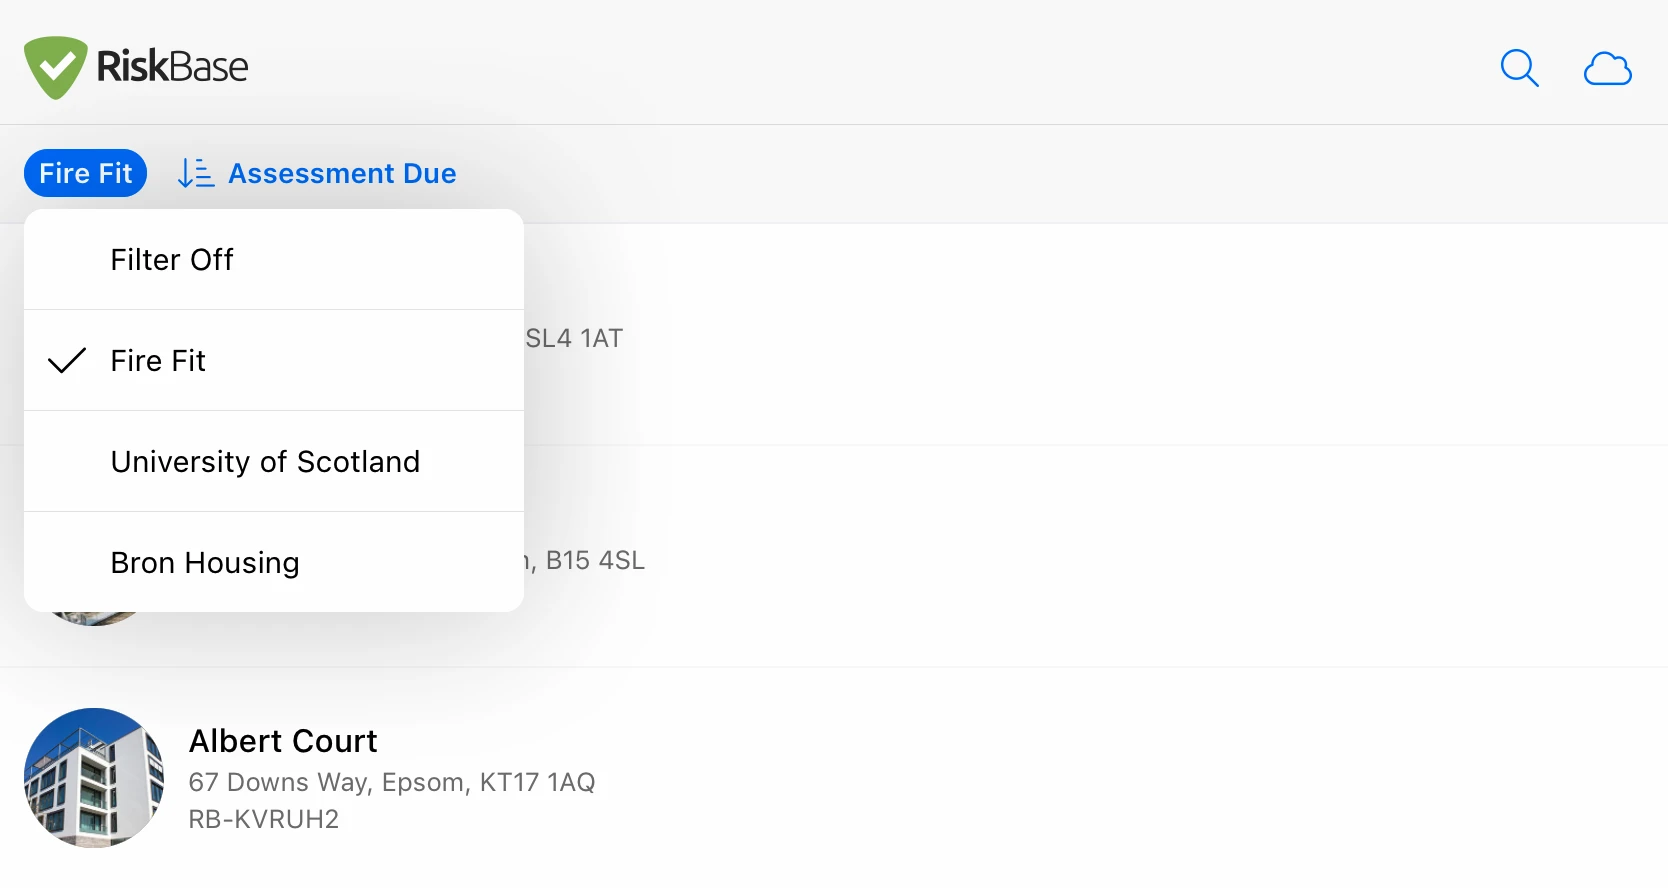 RiskBase
Fire Fit
Assessment Due
Filter Off
Fire Fit
SL4 1AT
University of Scotland
Bron Housing
B15 4SL
Albert Court
67 Downs Way, Epsom, KT17 1AQ
RB-KVRUH2